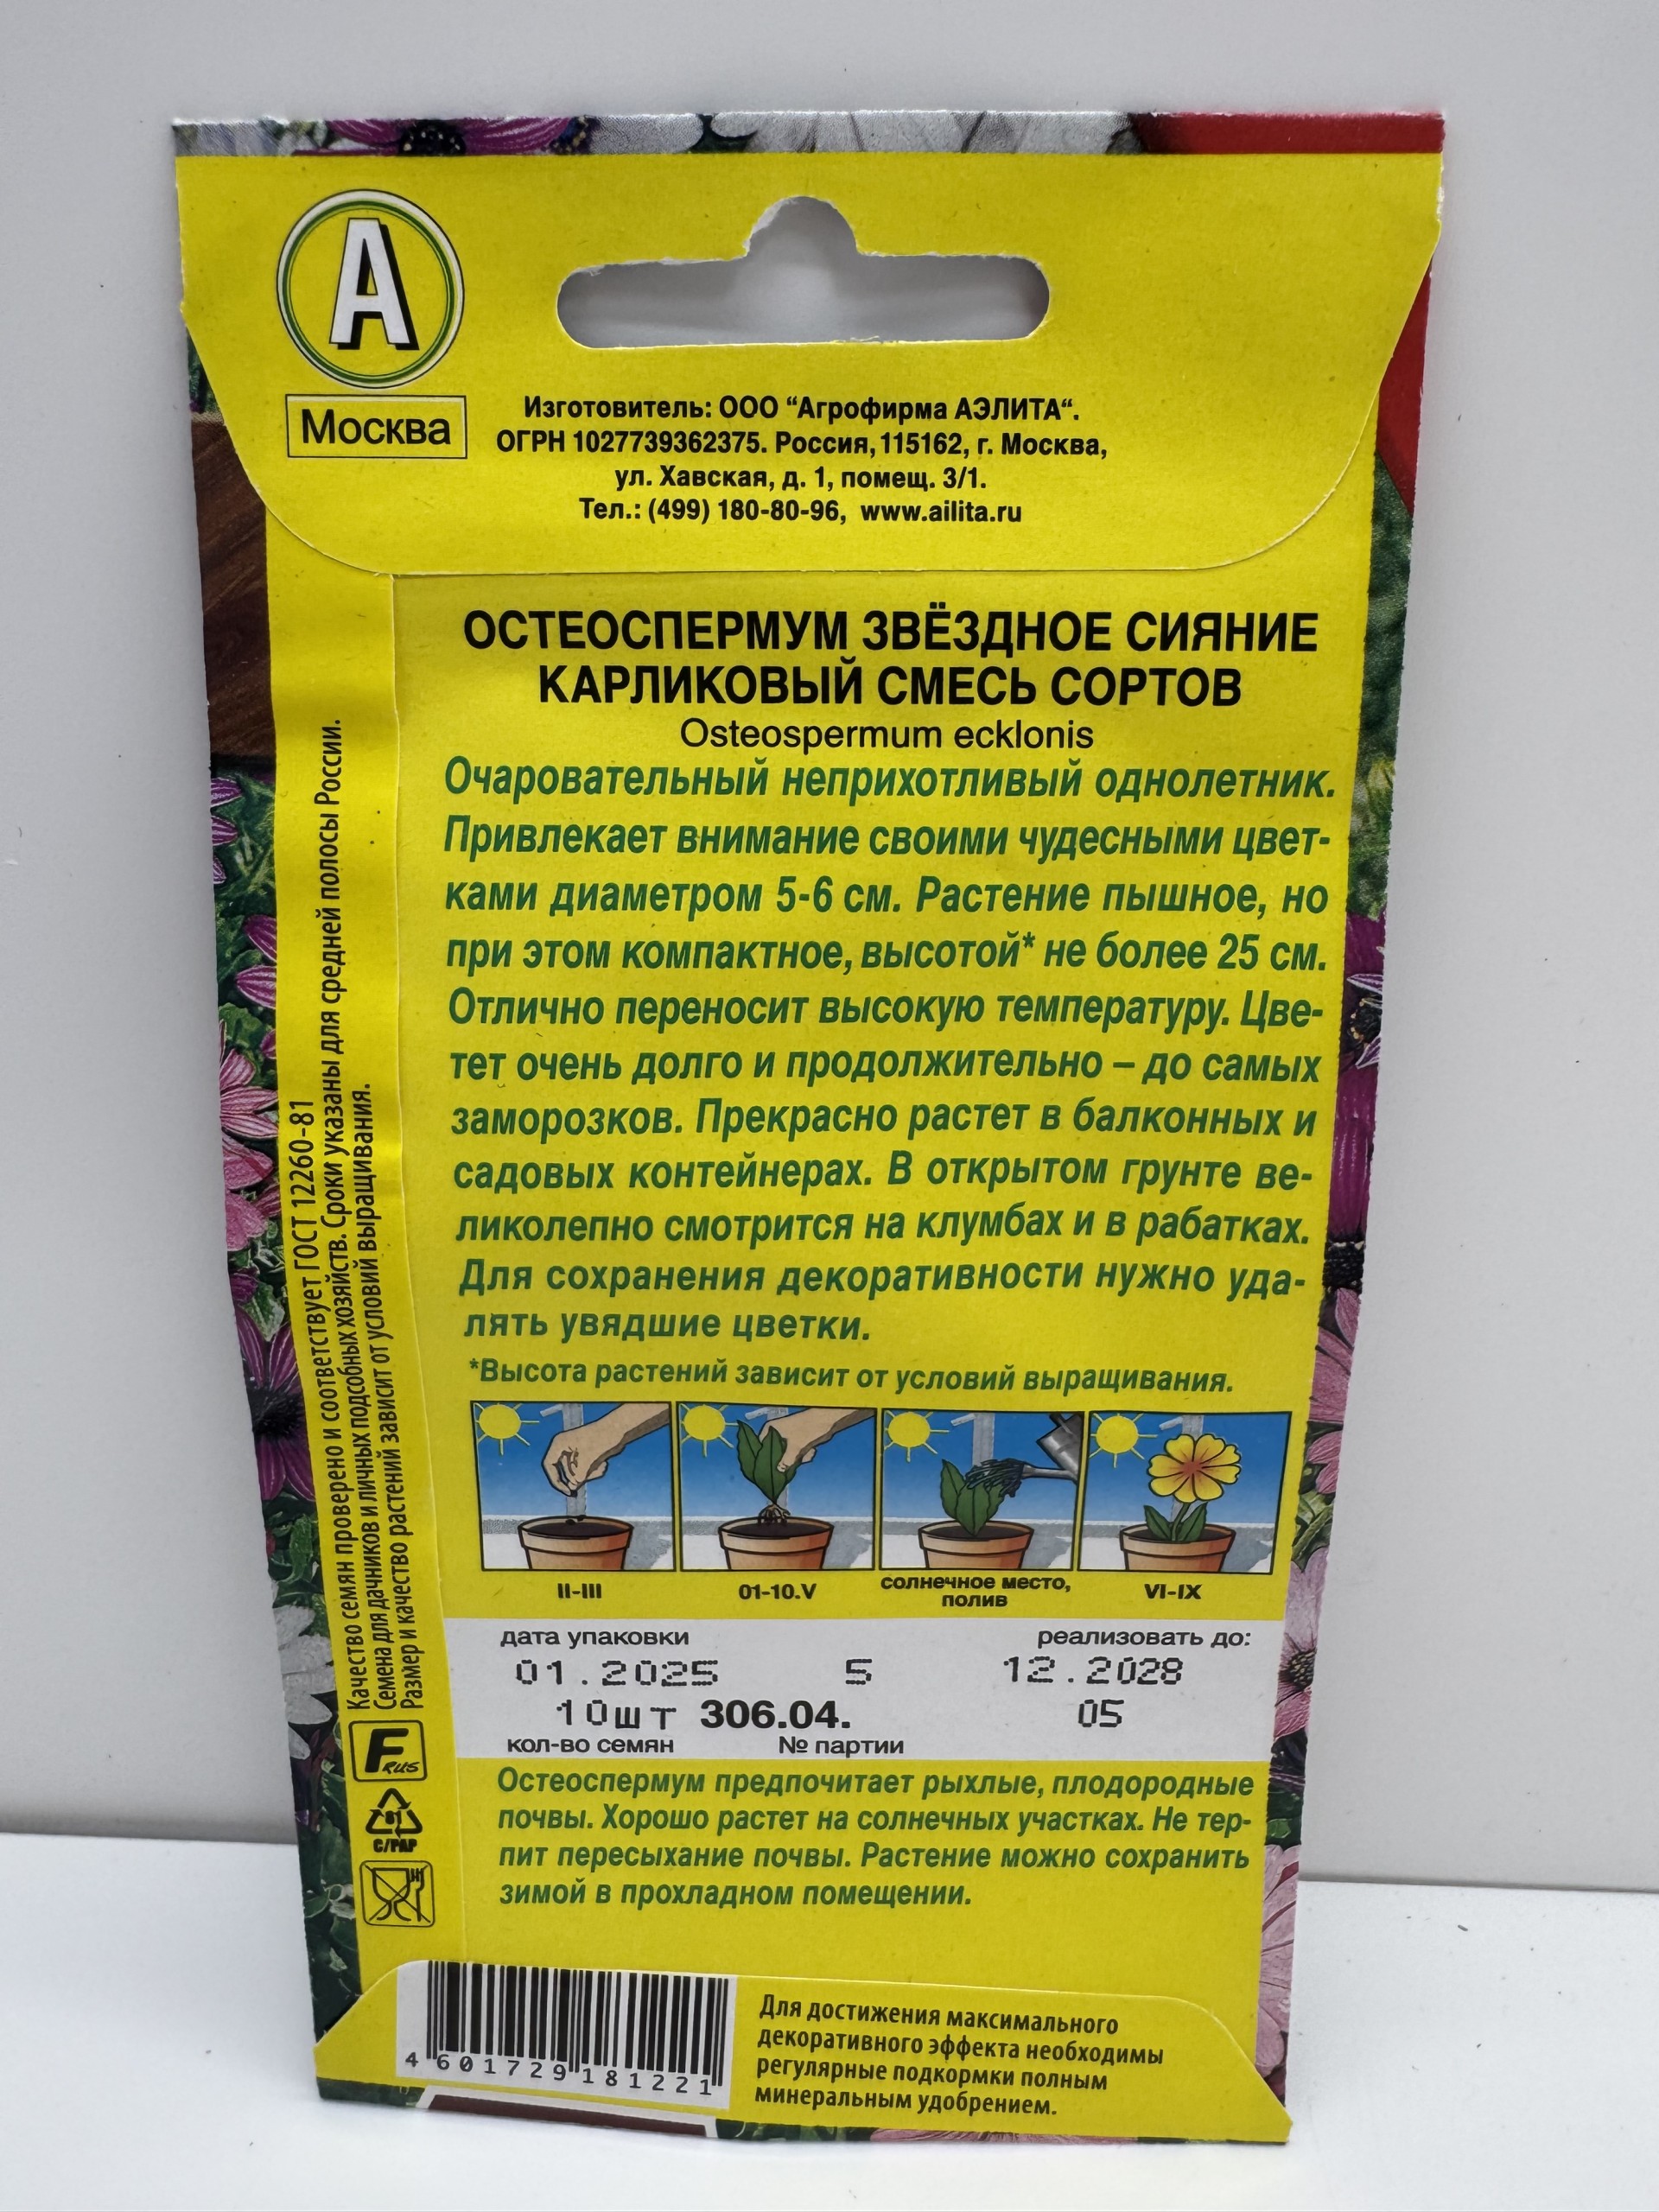 А
Москва
Изготовитель: ООО “Агрофирма АЭЛИТА“.
ОГРН 1027739362375. Россия, 115162, г. Москва,
ул. Хавская, д. 1, помещ. 3/1.
Тел.: (499) 180-80-96, www.ailita.ru
ОСТЕОСПЕРМУМ ЗВЁЗДНОЕ СИЯНИЕ
КАРЛИКОВЫЙ СМЕСЬ СОРТОВ
Osteospermum ecklonis
Очаровательный неприхотливый однолетник.
Привлекает внимание своими чудесными цвет-
ками диаметром 5-6 см. Растение пышное, но
при этом компактное, высотой* не более 25 см.
Отлично переносит высокую температуру. Цве-
тет очень долго и продолжительно – до самых
заморозков. Прекрасно растет в балконных и
садовых контейнерах. В открытом грунте ве-
ликолепно смотрится на клумбах и в рабатках.
Для сохранения декоративности нужно уда-
лять увядшие цветки.
*Высота растений зависит от условий выращивания.
II-III
01-10.V
солнечное место,
полив
VI-IX
дата упаковки
реализовать до:
01.2025 5 12.2028
10шт 306.04. 05
кол-во семян № партии
Остеоспермум предпочитает рыхлые, плодородные
почвы. Хорошо растет на солнечных участках. Не тер-
пит пересыхание почвы. Растение можно сохранить
зимой в прохладном помещении.
Качество семян проверено и соответствует ГОСТ 12260-81
Семена для дачников и личных подсобных хозяйств. Сроки указаны для средней полосы России.
Размер и качество растений зависит от условий выращивания.
F RUS
81
C/PAP
4 601729 181221
Для достижения максимального
декоративного эффекта необходимы
регулярные подкормки полным
минеральным удобрением.